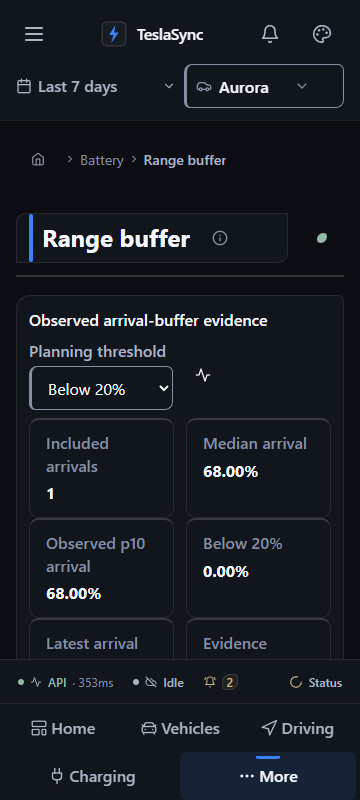 TeslaSync
Last 7 days
Aurora
Battery
Range buffer
Range buffer
Observed arrival-buffer evidence
Planning threshold
Below 20%
Included
arrivals
1
Median arrival
68.00%
Observed p10
arrival
68.00%
Below 20%
0.00%
Latest arrival
Evidence
API · 353ms
Idle
2
Status
Home
Vehicles
Driving
Charging
More